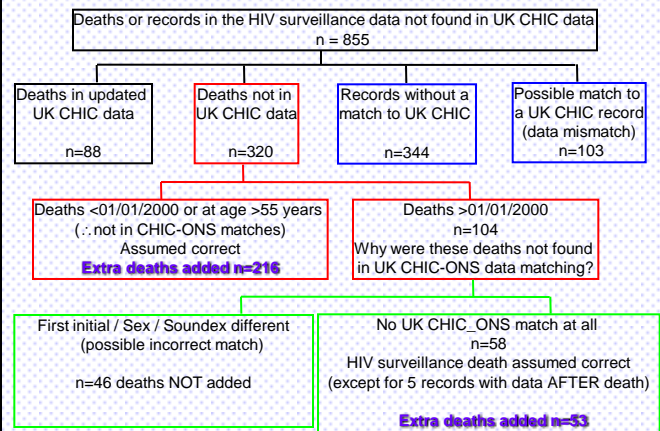 Deaths or records in the HIV surveillance data not found in UK CHIC data
n = 855
Deaths in updated
UK CHIC data
n=88
Deaths not in
UK CHIC data
n=320
Records without a
match to UK CHIC
n=344
Possible match to
a UK CHIC record
(data mismatch)
n=103
Deaths <01/01/2000 or at age >55 years
(∴not in CHIC-ONS matches)
Assumed correct
Extra deaths added n=216
Deaths >01/01/2000
n=104
Why were these deaths not found
in UK CHIC-ONS data matching?
First initial / Sex / Soundex different
(possible incorrect match)
n=46 deaths NOT added
No UK CHIC_ONS match at all
n=58
HIV surveillance death assumed correct
(except for 5 records with data AFTER death)
Extra deaths added n=53